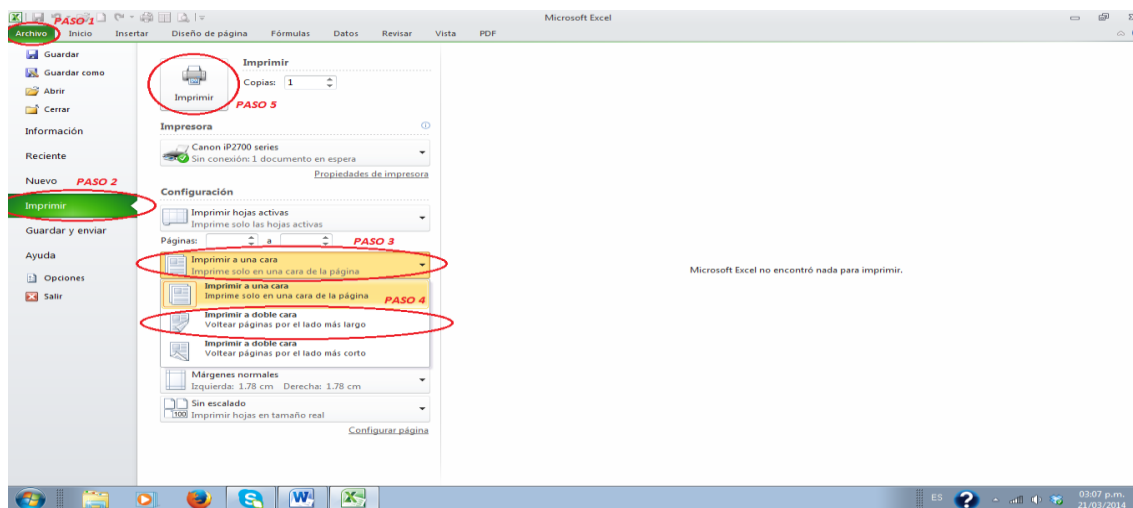 PASO 1
Microsoft Excel
Archivo Inicio Insertar Diseño de página Fórmulas Datos Revisar Vista PDF
Guardar
Guardar como
Abrir
Cerrar
Información
Reciente
Nuevo PASO 2
Imprimir
Guardar y enviar
Ayuda
Opciones
Salir
Imprimir
Imprimir
Copias: 1
PASO 5
Impresora
Canon iP2700 series
Sin conexión: 1 documento en espera
Propiedades de impresora
Configuración
Imprimir hojas activas
Imprime solo las hojas activas
Páginas: a PASO 3
Imprimir a una cara
Imprime solo en una cara de la página
Imprimir a una cara
Imprime solo en una cara de la página PASO 4
Imprimir a doble cara
Voltear páginas por el lado más largo
Imprimir a doble cara
Voltear páginas por el lado más corto
Márgenes normales
Izquierda: 1.78 cm Derecha: 1.78 cm
Sin escalado
100 Imprimir hojas en tamaño real
Configurar página
Microsoft Excel no encontró nada para imprimir.
ES
03:07 p.m.
21/03/2014